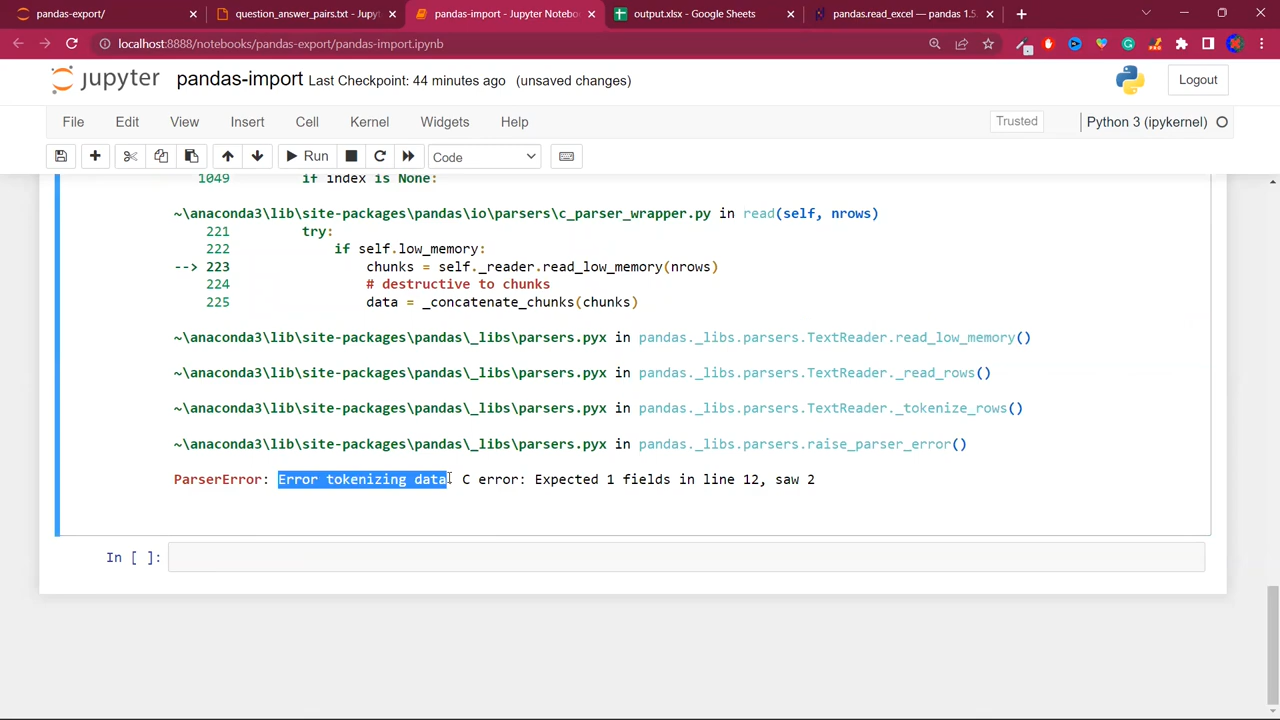 pandas-export/
question_answer_pairs.txt - Jupyt
pandas-import - Jupyter Notebo
output.xlsx - Google Sheets
pandas.read_excel — pandas 1.5.
localhost:8888/notebooks/pandas-export/pandas-import.ipynb
jupyter pandas-import Last Checkpoint: 44 minutes ago (unsaved changes)
Logout
File Edit View Insert Cell Kernel Widgets Help
Trusted
Python 3 (ipykernel)
Run
Code
1049 if index is None:
~\anaconda3\lib\site-packages\pandas\io\parsers\c_parser_wrapper.py in read(self, nrows)
221 try:
222 if self.low_memory:
--> 223 chunks = self._reader.read_low_memory(nrows)
224 # destructive to chunks
225 data = _concatenate_chunks(chunks)
~\anaconda3\lib\site-packages\pandas\_libs\parsers.pyx in pandas._libs.parsers.TextReader.read_low_memory()
~\anaconda3\lib\site-packages\pandas\_libs\parsers.pyx in pandas._libs.parsers.TextReader._read_rows()
~\anaconda3\lib\site-packages\pandas\_libs\parsers.pyx in pandas._libs.parsers.TextReader._tokenize_rows()
~\anaconda3\lib\site-packages\pandas\_libs\parsers.pyx in pandas._libs.parsers.raise_parser_error()
ParserError: Error tokenizing data. C error: Expected 1 fields in line 12, saw 2
In [ ]: